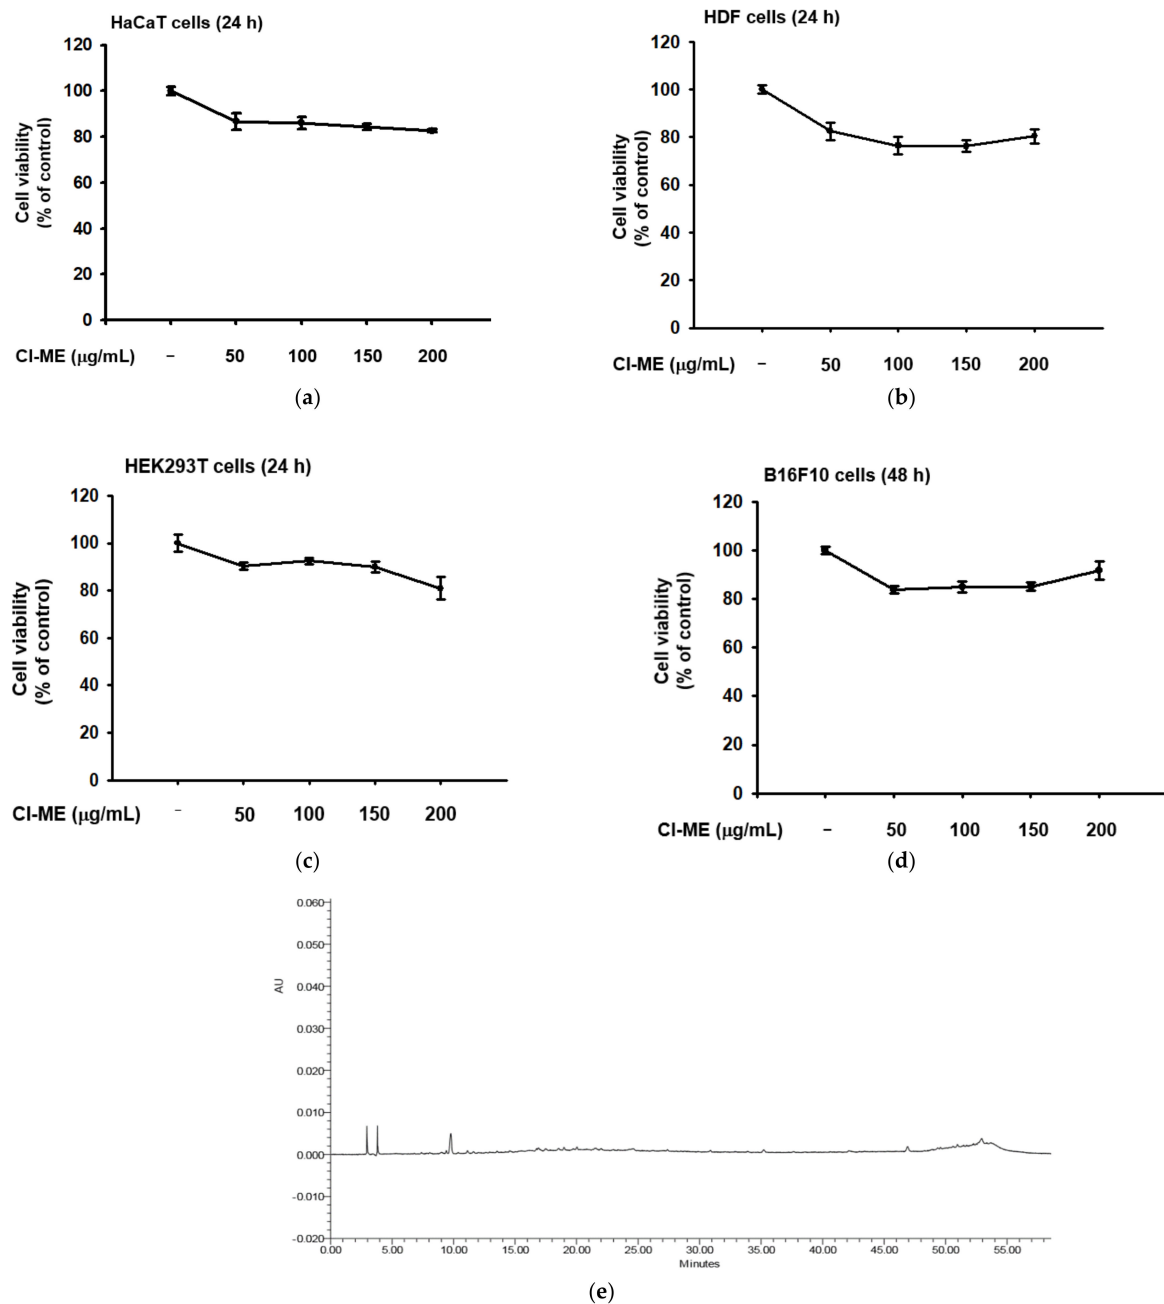 HaCaT cells (24 h)
120
100
80
60
40
20
0
Cell viability
(% of control)
CI-ME (μg/mL) – 50 100 150 200
(a)
HDF cells (24 h)
120
100
80
60
40
20
0
Cell viability
(% of control)
CI-ME (μg/mL) – 50 100 150 200
(b)
HEK293T cells (24 h)
120
100
80
60
40
20
0
Cell viability
(% of control)
CI-ME (μg/mL) – 50 100 150 200
(c)
B16F10 cells (48 h)
120
100
80
60
40
20
0
Cell viability
(% of control)
CI-ME (μg/mL) – 50 100 150 200
(d)
0.060
0.050
0.040
0.030
0.020
0.010
0.000
-0.010
-0.020
AU
0.00 5.00 10.00 15.00 20.00 25.00 30.00 35.00 40.00 45.00 50.00 55.00
Minutes
(e)